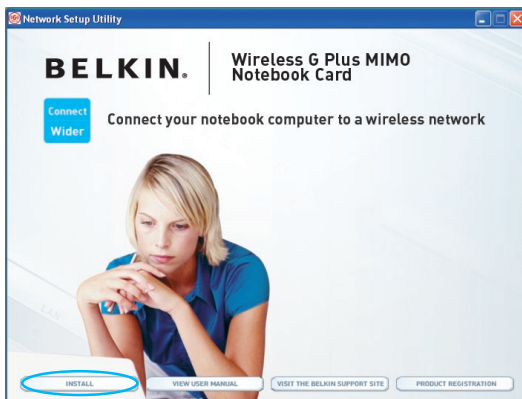 Network Setup Utility
BELKIN.
Wireless G Plus MIMO
Notebook Card
Connect
Wider
Connect your notebook computer to a wireless network
LAN
INSTALL
VIEW USER MANUAL
VISIT THE BELKIN SUPPORT SITE
PRODUCT REGISTRATION